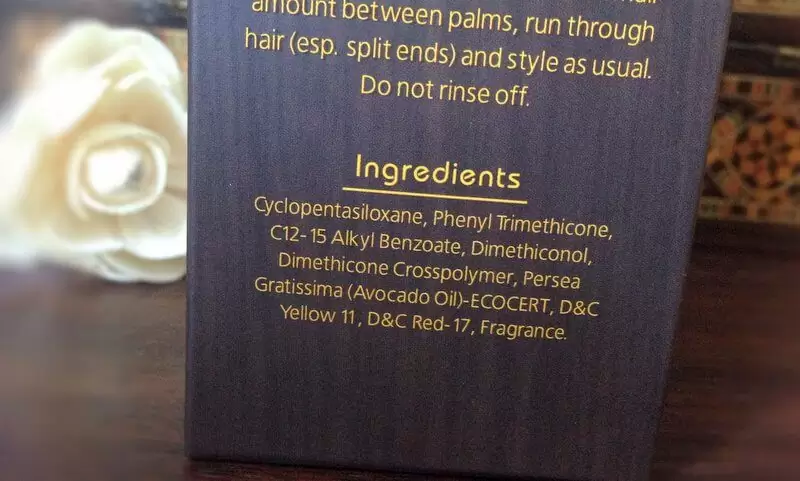 amount between palms, run through
hair (esp. split ends) and style as usual.
Do not rinse off.
Ingredients
Cyclopentasiloxane, Phenyl Trimethicone,
C12-15 Alkyl Benzoate, Dimethiconol,
Dimethicone Crosspolymer, Persea
Gratissima (Avocado Oil)-ECOCERT, D&C
Yellow 11, D&C Red-17, Fragrance.